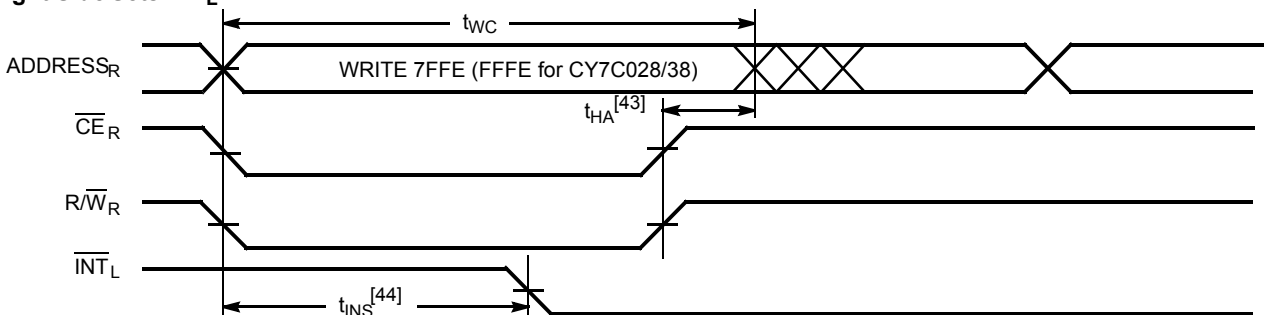 tWC
ADDRESSR
WRITE 7FFE (FFFE for CY7C028/38)
tHA[43]
CER
R/WR
INTL
tINS[44]